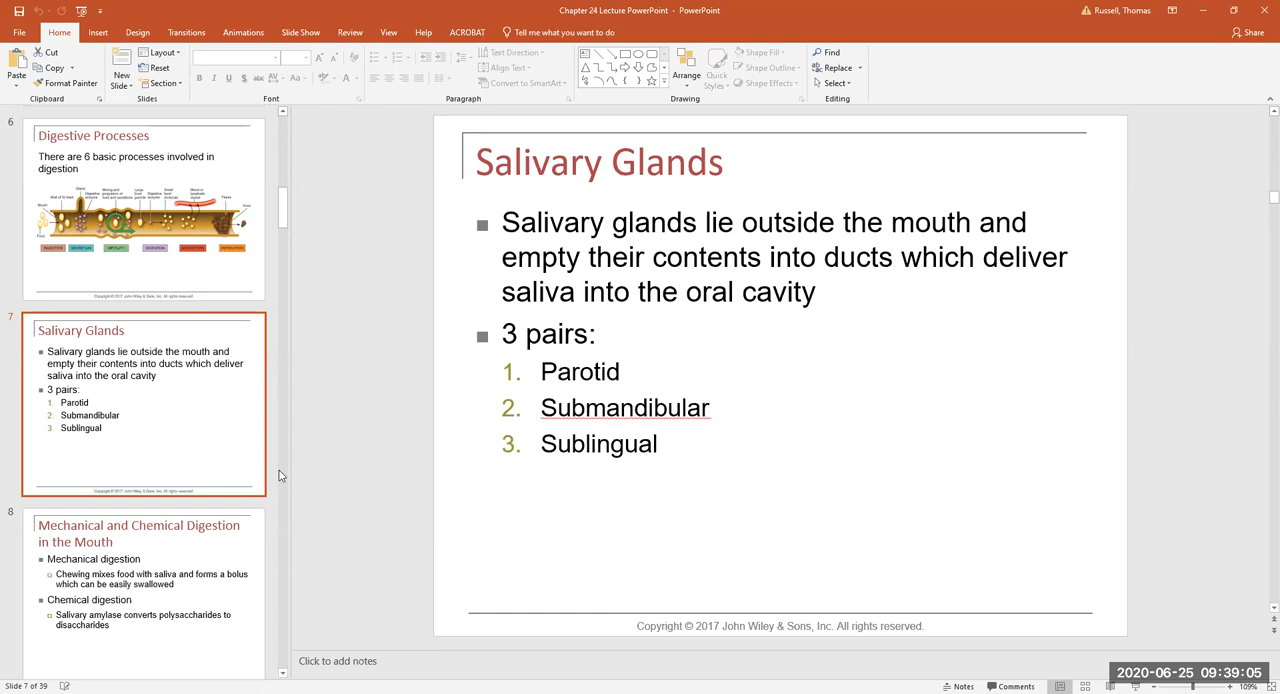 Chapter 24 Lecture PowerPoint - PowerPoint
Russell, Thomas
File Home Insert Design Transitions Animations Slide Show Review View Help ACROBAT Tell me what you want to do Share
Paste
Cut
Copy
Format Painter
Clipboard
New
Slide
Layout
Reset
Section
Slides
B I U S abc AV Aa A
Font
Text Direction
Align Text
Convert to SmartArt
Paragraph
Arrange
Quick
Styles
Shape Fill
Shape Outline
Shape Effects
Drawing
Find
Replace
Select
Editing
6
Digestive Processes
There are 6 basic processes involved in
digestion
Copyright © 2017 John Wiley & Sons, Inc. All rights reserved.
7
Salivary Glands
Salivary glands lie outside the mouth and
empty their contents into ducts which deliver
saliva into the oral cavity
3 pairs:
1. Parotid
2. Submandibular
3. Sublingual
Copyright © 2017 John Wiley & Sons, Inc. All rights reserved.
8
Mechanical and Chemical Digestion
in the Mouth
Mechanical digestion
Chewing mixes food with saliva and forms a bolus
which can be easily swallowed
Chemical digestion
Salivary amylase converts polysaccharides to
disaccharides
Salivary Glands
Salivary glands lie outside the mouth and
empty their contents into ducts which deliver
saliva into the oral cavity
3 pairs:
1. Parotid
2. Submandibular
3. Sublingual
Copyright © 2017 John Wiley & Sons, Inc. All rights reserved.
Click to add notes
2020-06-25 09:39:05
Slide 7 of 39
Notes Comments 109%